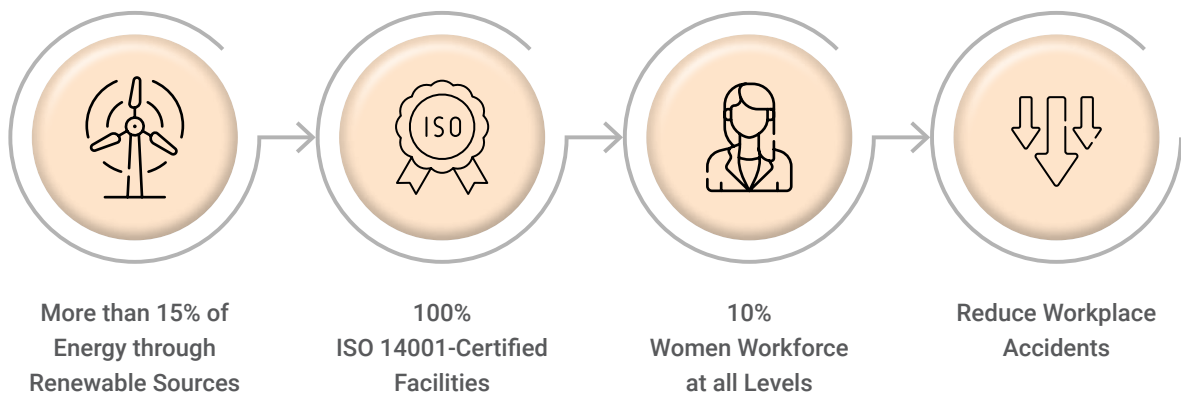 ISO
More than 15% of
Energy through
Renewable Sources
100%
ISO 14001-Certified
Facilities
10%
Women Workforce
at all Levels
Reduce Workplace
Accidents